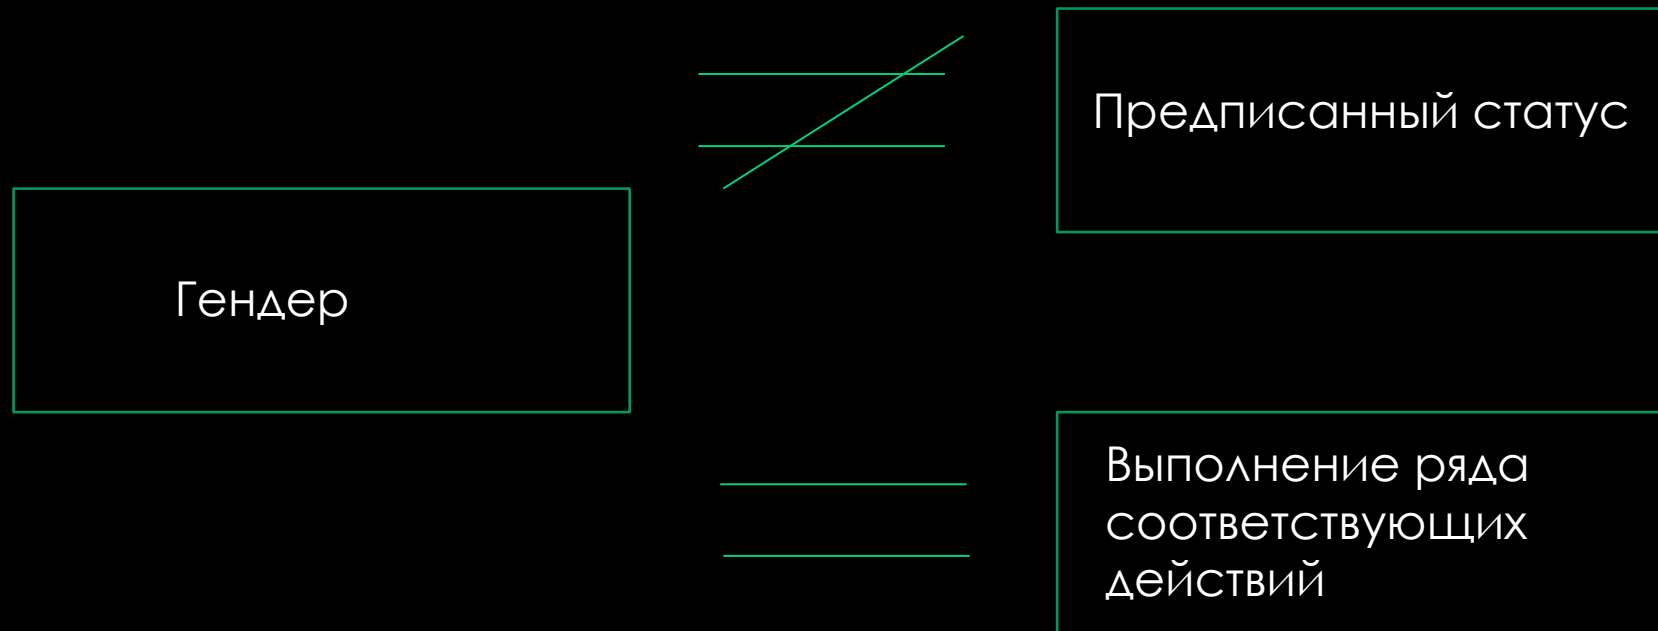 Предписанный статус
Гендер
Выполнение ряда
соответствующих
действий